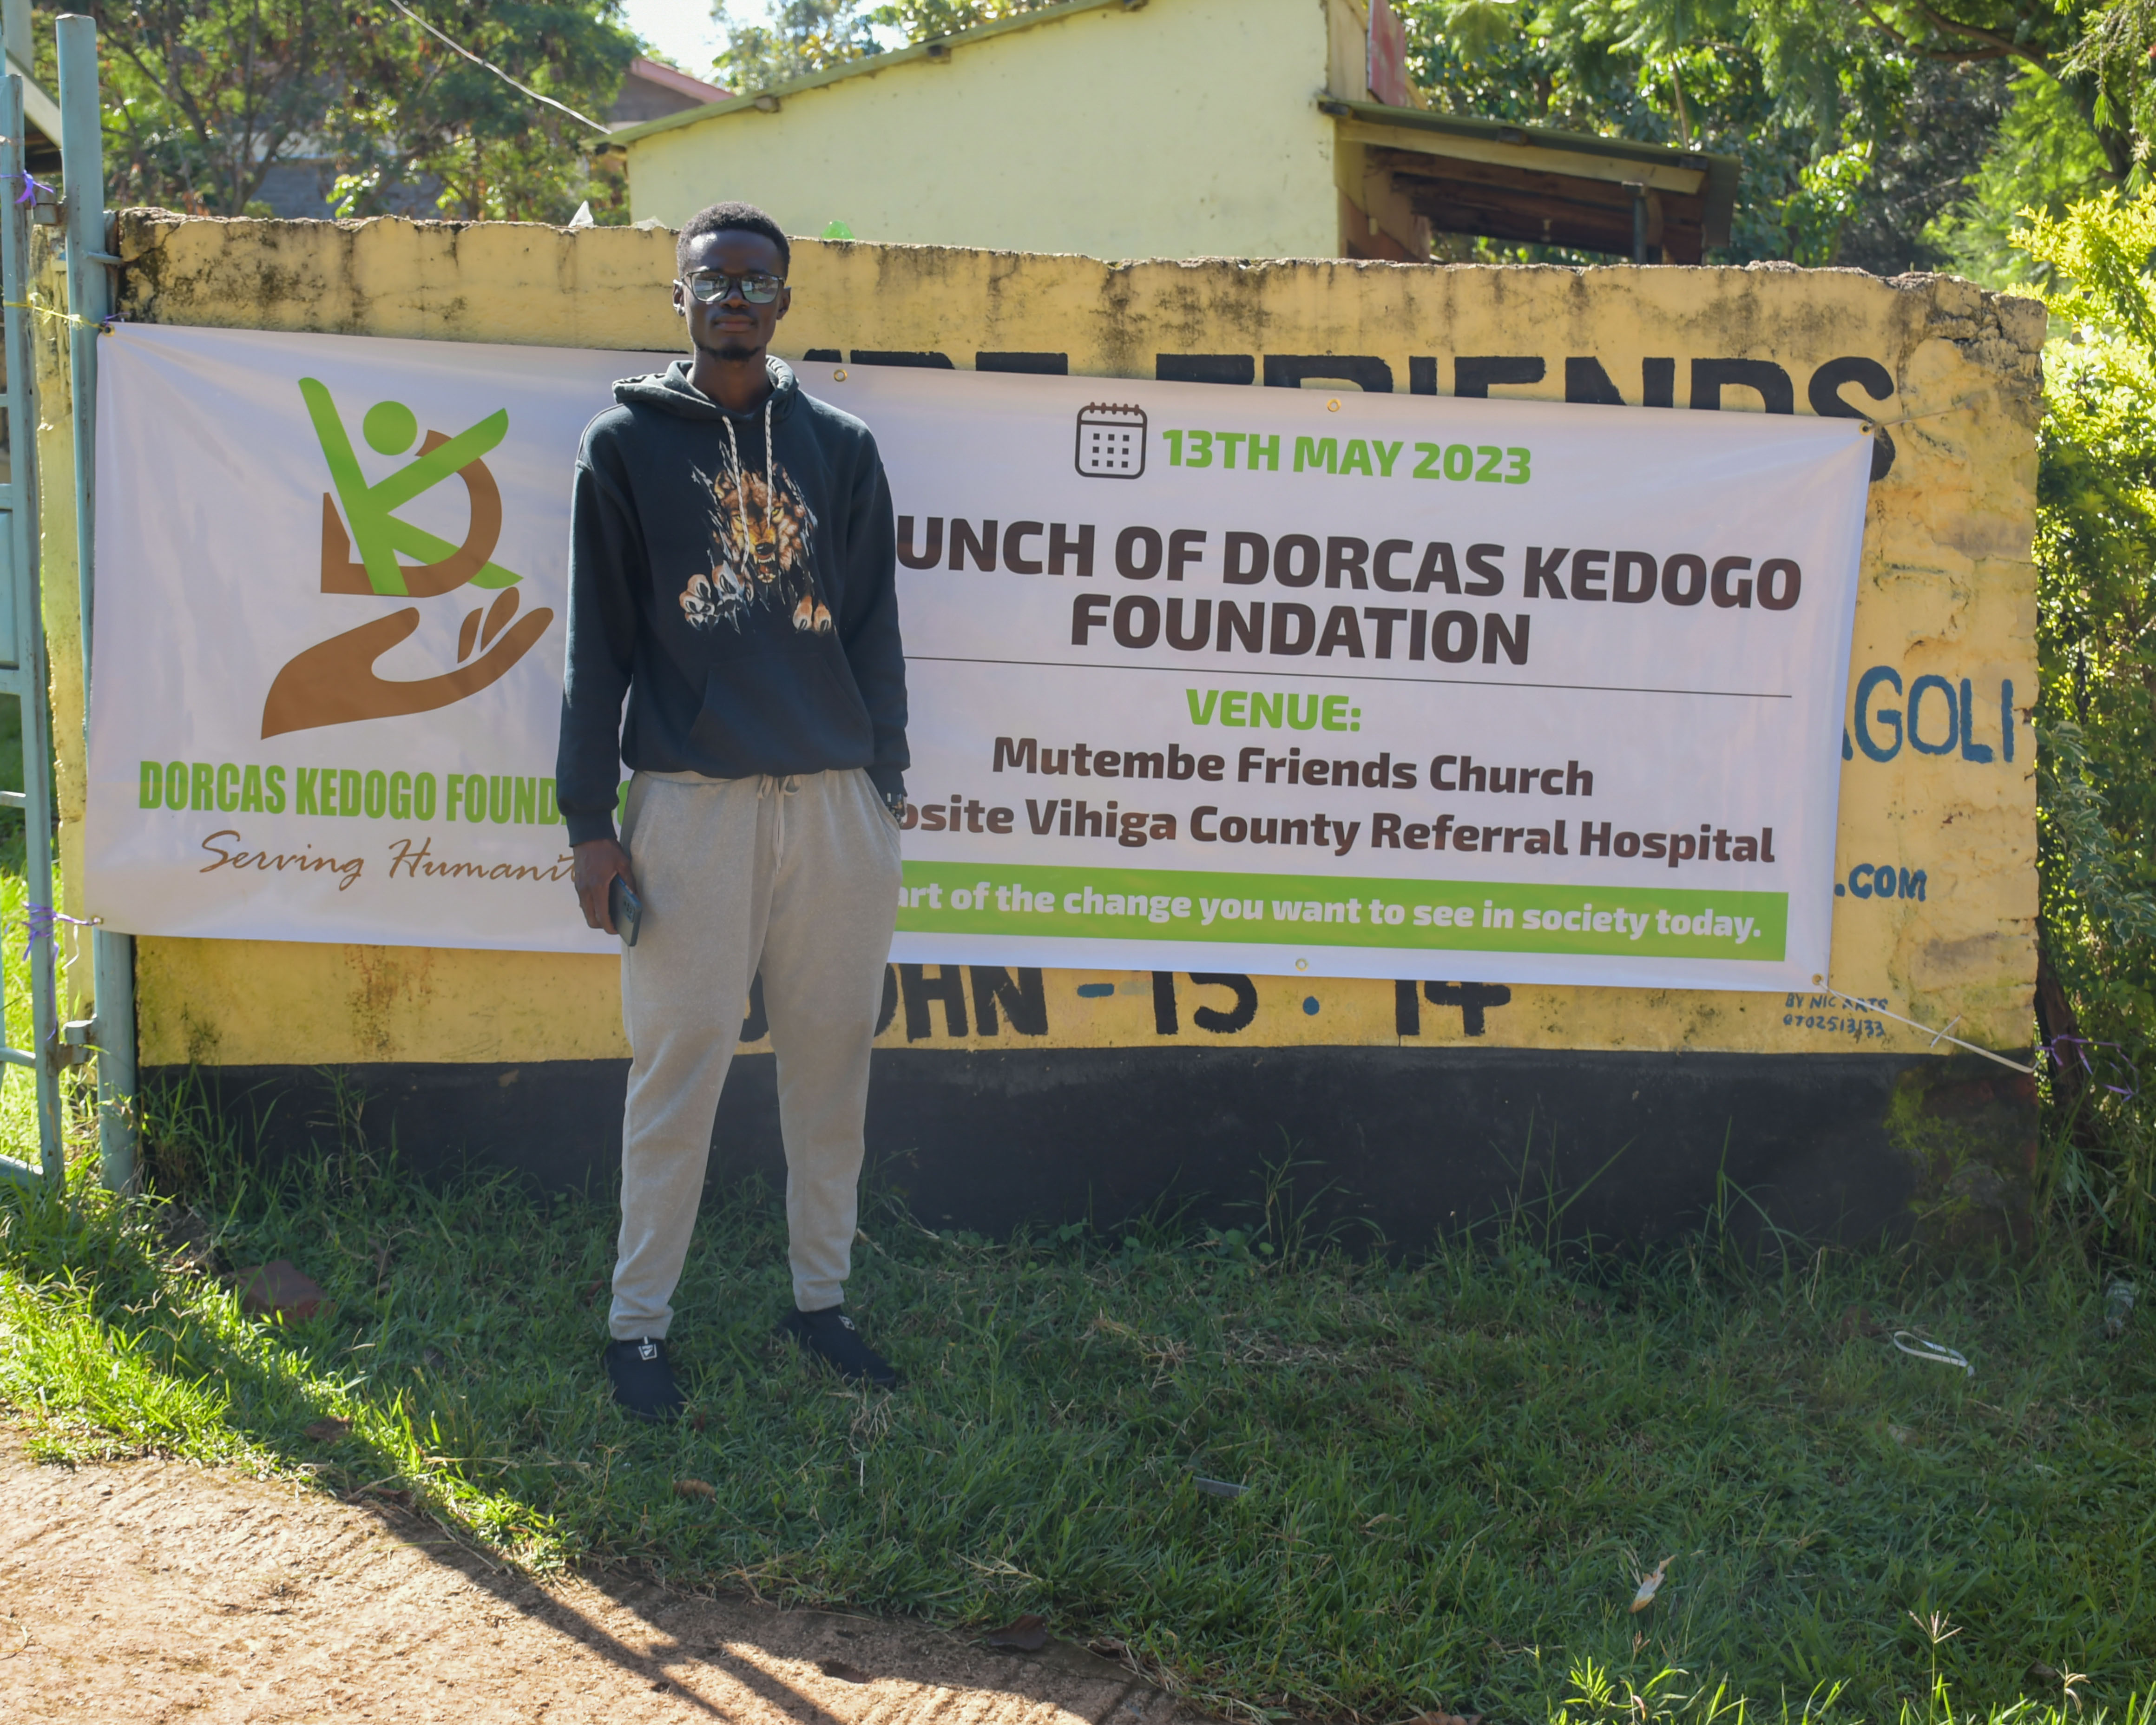 FRIENDS
13TH MAY 2023
UNCH OF DORCAS KEDOGO
FOUNDATION
VENUE:
Mutembe Friends Church
osite Vihiga County Referral Hospital
art of the change you want to see in society today.
DORCAS KEDOGO FOUND
Serving Humanit
GOLI
.COM
JOHN - 15 . 14
BY NIC ARTS